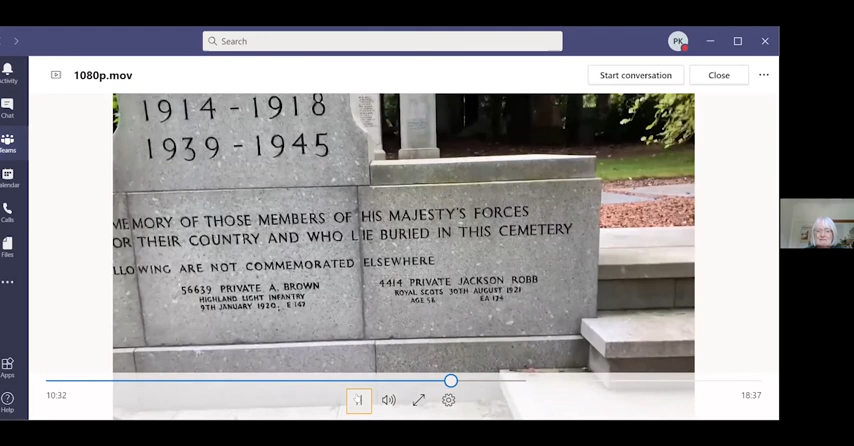 Search
PK
1080p.mov
Start conversation
Close
Activity
Chat
Teams
Calendar
Calls
Files
Apps
Help
1914 - 1918
1939 - 1945
MEMORY OF THOSE MEMBERS OF HIS MAJESTY'S FORCES
OR THEIR COUNTRY AND WHO LIE BURIED IN THIS CEMETERY
LLOWING ARE NOT COMMEMORATED ELSEWHERE
56639 PRIVATE A. BROWN
HIGHLAND LIGHT INFANTRY
9TH JANUARY 1920. E 147
4414 PRIVATE JACKSON ROBB
ROYAL SCOTS 30TH AUGUST 1921
AGE 56 EA 174
10:32
18:37